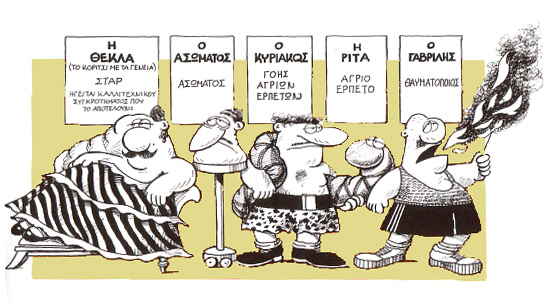 Η
ΘΕΚΛΑ
(ΤΟ ΚΟΡΙΤΣΙ ΜΕ ΤΑ ΓΕΝΕΙΑ)
ΣΤΑΡ
ΗΓΕΙΤΑΙ ΚΑΛΛΙΤΕΧΝΙΚΟΥ
ΣΥΓΚΡΟΤΗΜΑΤΟΣ ΠΟΥ
ΤΟ ΑΠΟΤΕΛΟΥΝ:
Ο
ΑΣΩΜΑΤΟΣ
ΑΣΩΜΑΤΟΣ
Ο
ΚΥΡΙΑΚΩΣ
ΓΟΗΣ
ΑΓΡΙΩΝ
ΕΡΠΕΤΩΝ
Η
ΡΙΤΑ
ΑΓΡΙΟ
ΕΡΠΕΤΟ
Ο
ΓΑΒΡΙΛΗΣ
ΘΑΥΜΑΤΟΠΟΙΟΣ